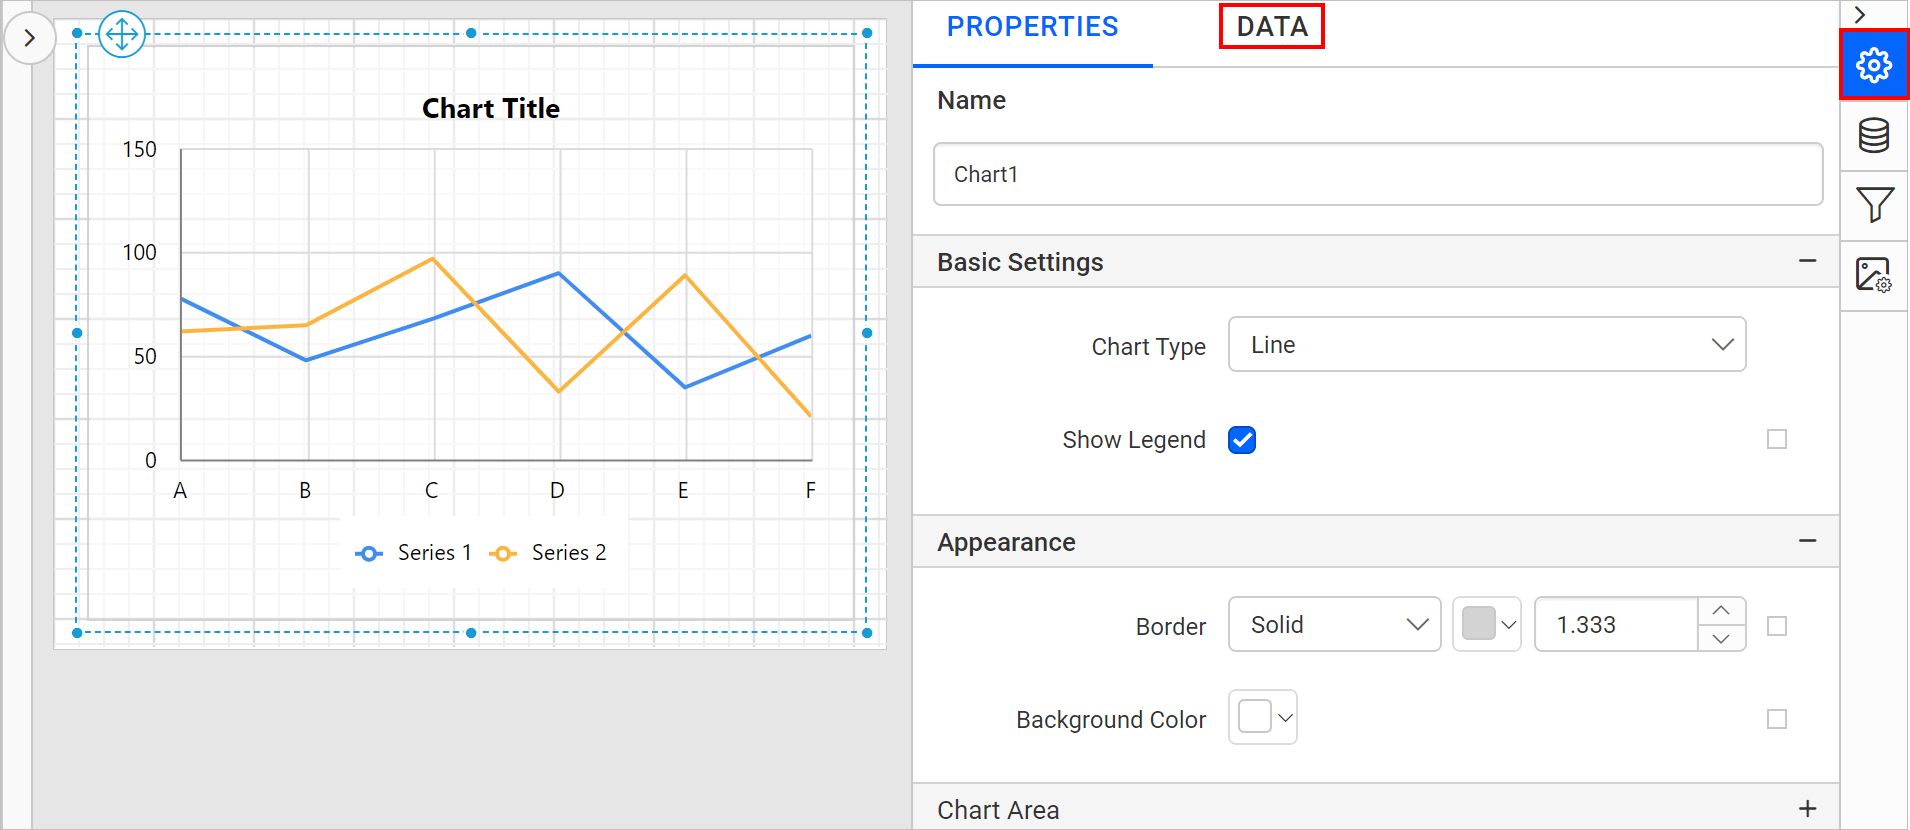 Chart Title
150
100
50
0
A B C D E F
Series 1 Series 2
PROPERTIES DATA
Name
Chart1
Basic Settings
Chart Type Line
Show Legend
Appearance
Border Solid 1.333
Background Color
Chart Area